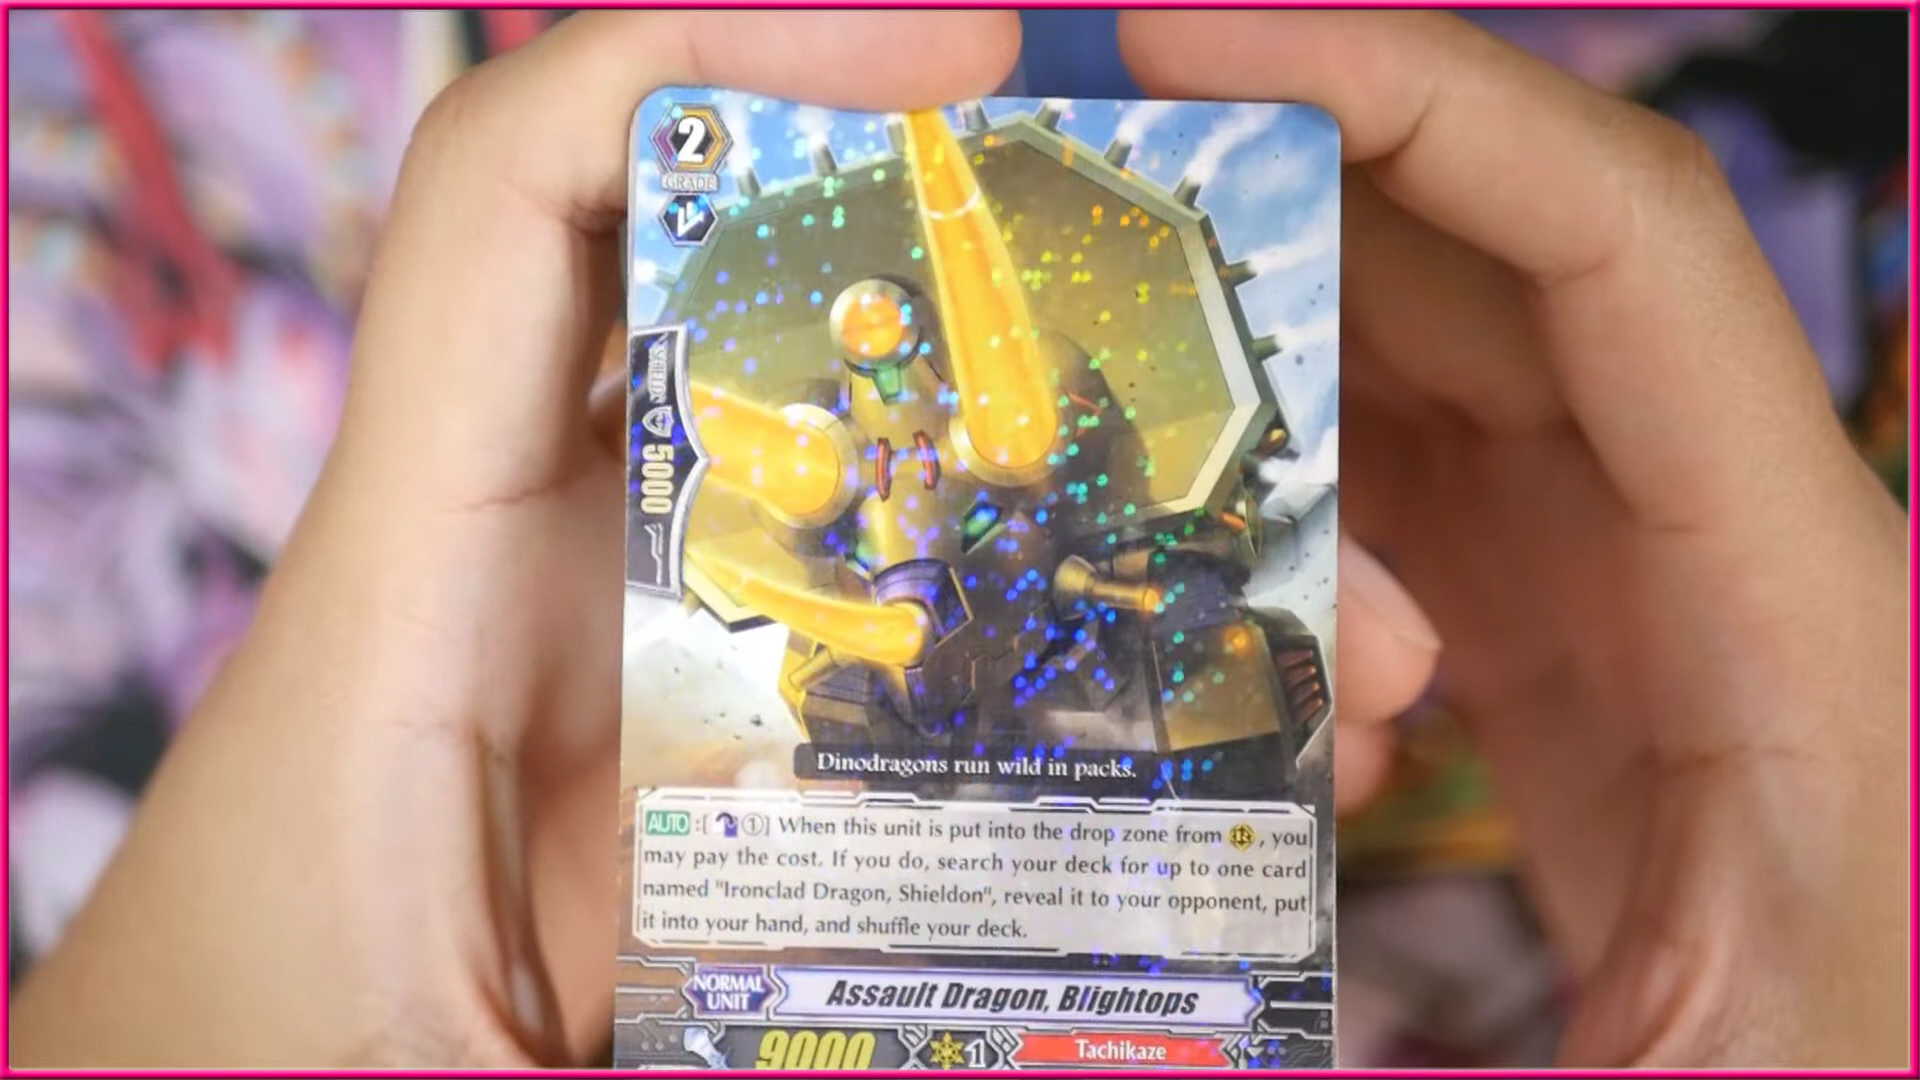 2
GRADE
5000
Dinodragons run wild in packs.
AUTO :[ ①] When this unit is put into the drop zone from R, you
may pay the cost. If you do, search your deck for up to one card
named "Ironclad Dragon, Shieldon", reveal it to your opponent, put
it into your hand, and shuffle your deck.
NORMAL
UNIT
Assault Dragon, Blightops
9000
1
Tachikaze